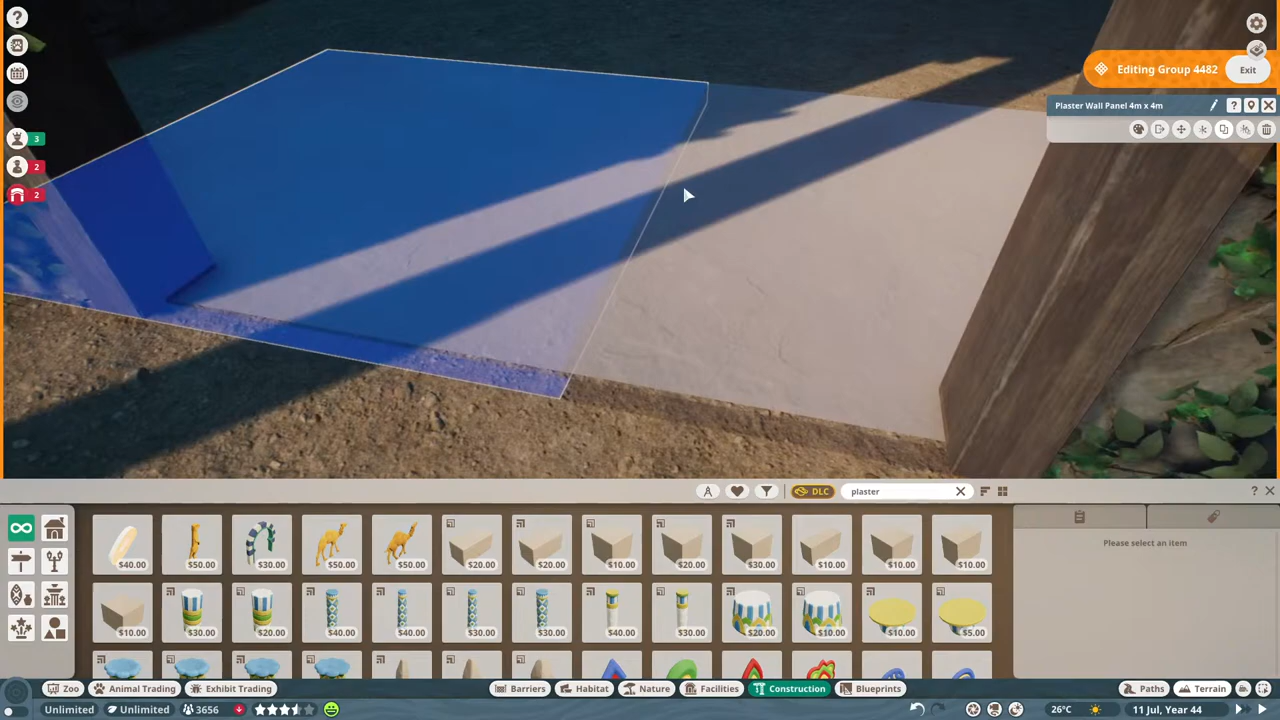 Editing Group 4482
Exit
Plaster Wall Panel 4m x 4m
?
3
2
2
DLC
plaster
?
$40.00 $50.00 $30.00 $50.00 $50.00 $20.00 $20.00 $10.00 $20.00 $30.00 $10.00 $10.00 $10.00
$10.00 $30.00 $20.00 $40.00 $40.00 $30.00 $30.00 $40.00 $30.00 $20.00 $10.00 $10.00 $5.00
Please select an item
Zoo Animal Trading Exhibit Trading Barriers Habitat Nature Facilities Construction Blueprints Paths Terrain
Unlimited Unlimited 3656 26°C 11 Jul, Year 44